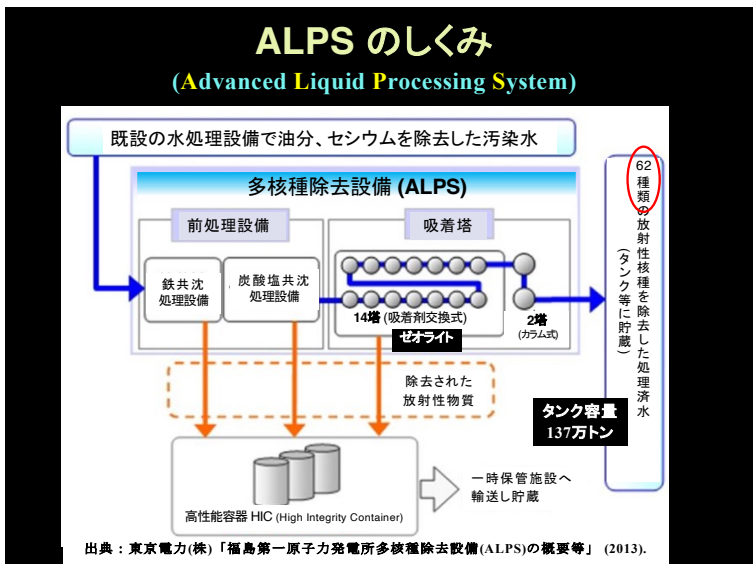 ALPS のしくみ
(Advanced Liquid Processing System)
既設の水処理設備で油分、セシウムを除去した汚染水
多核種除去設備 (ALPS)
前処理設備
吸着塔
鉄共沈
処理設備
炭酸塩共沈
処理設備
14塔 (吸着剤交換式)
ゼオライト
2塔
(カラム式)
62種類の放射性核種を除去した処理済水
(タンク等に貯蔵)
除去された
放射性物質
タンク容量
137万トン
高性能容器 HIC (High Integrity Container)
一時保管施設へ
輸送し貯蔵
出典：東京電力(株)「福島第一原子力発電所多核種除去設備(ALPS)の概要等」 (2013).